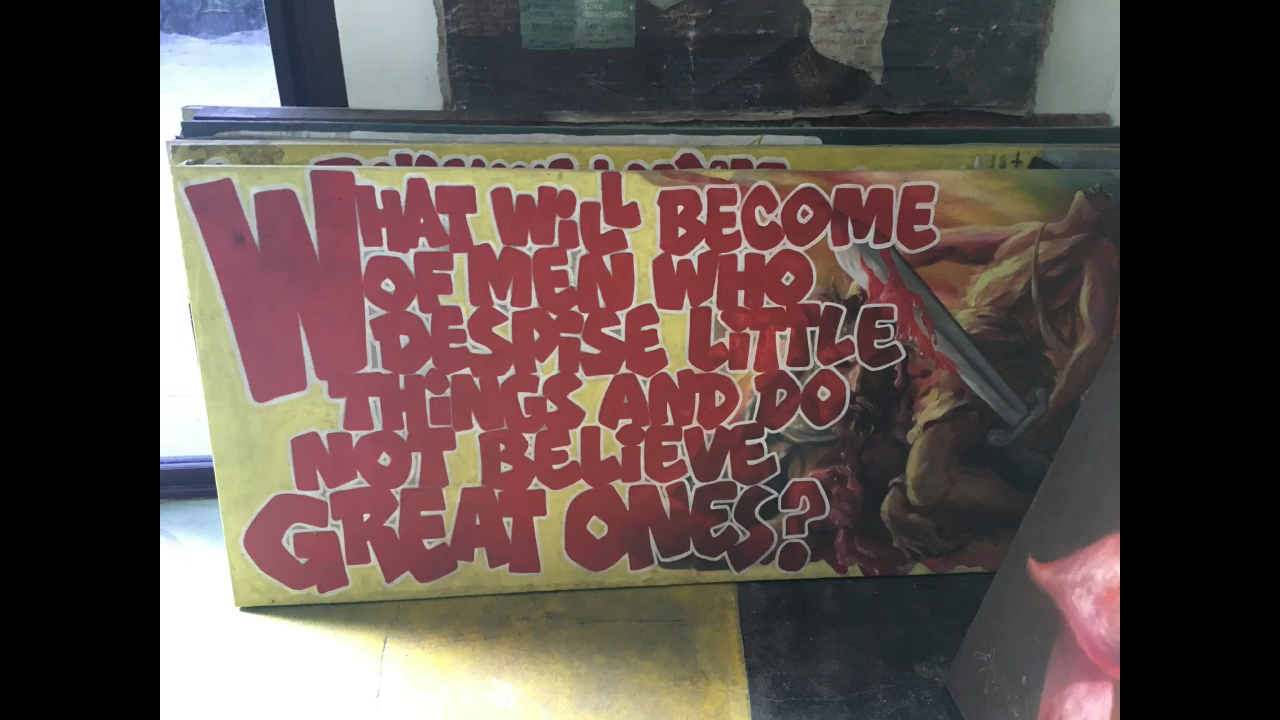 WHAT WiLL BECOME
OF MEN WHO
DESPiSE LiTTLE
THiNGS AND DO
NOT BELiEVE
GREAT ONES?